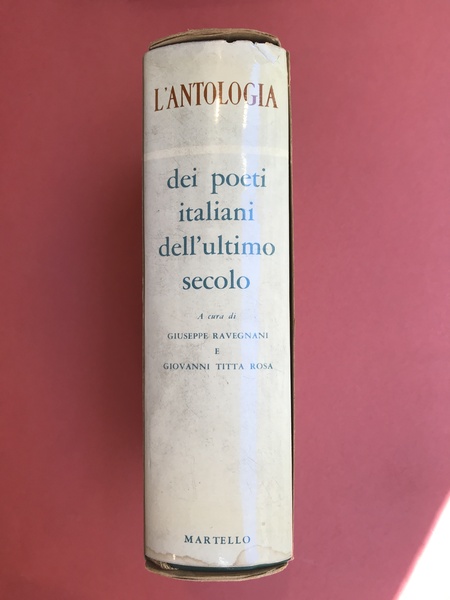 L'ANTOLOGIA
dei poeti
italiani
dell'ultimo
secolo
A cura di
GIUSEPPE RAVEGNANI
E
GIOVANNI TITTA ROSA
MARTELLO